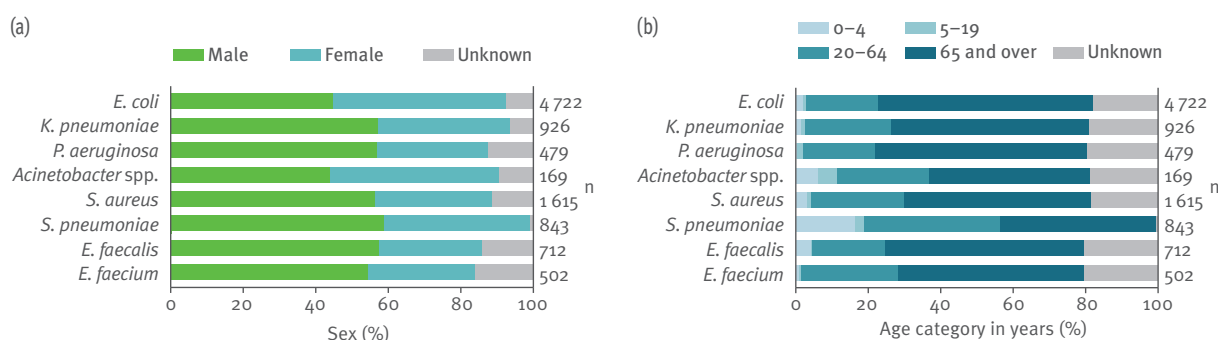 (a)
Male Female Unknown
E. coli 4 722
K. pneumoniae 926
P. aeruginosa 479
Acinetobacter spp. 169
n
S. aureus 1 615
S. pneumoniae 843
E. faecalis 712
E. faecium 502
0 20 40 60 80 100
Sex (%)
(b)
0–4 5–19
20–64 65 and over Unknown
E. coli 4 722
K. pneumoniae 926
P. aeruginosa 479
Acinetobacter spp. 169
n
S. aureus 1 615
S. pneumoniae 843
E. faecalis 712
E. faecium 502
0 20 40 60 80 100
Age category in years (%)